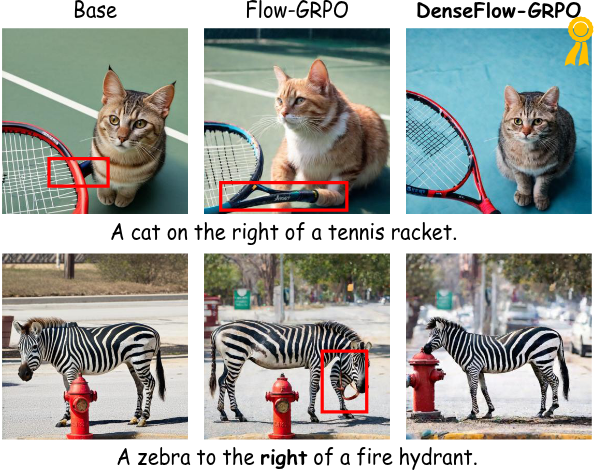 Base Flow-GRPO DenseFlow-GRPO
A cat on the right of a tennis racket.
A zebra to the right of a fire hydrant.